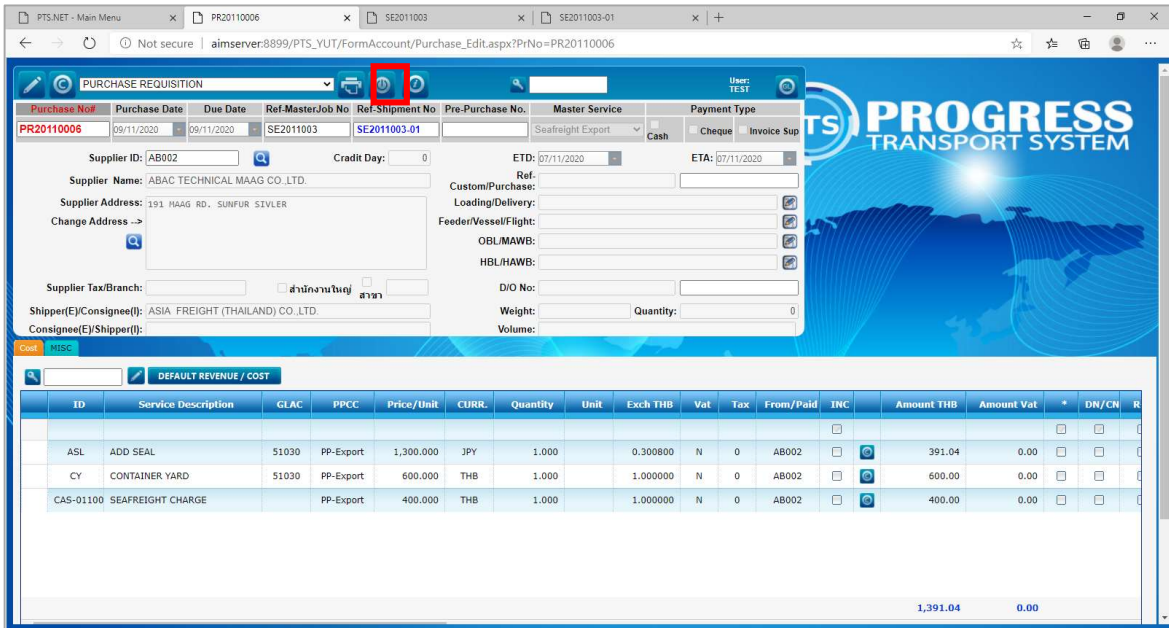 PTS.NET - Main Menu PR20110006 SE2011003 SE2011003-01
Not secure | aimserver:8899/PTS_YUT/FormAccount/Purchase_Edit.aspx?PrNo=PR20110006
PURCHASE REQUISITION User: TEST
Purchase No# Purchase Date Due Date Ref-MasterJob No Ref-Shipment No Pre-Purchase No. Master Service Payment Type
PR20110006 09/11/2020 09/11/2020 SE2011003 SE2011003-01 Seafreight Export Cash Cheque Invoice Sup
TS PROGRESS
TRANSPORT SYSTEM
Supplier ID: AB002 Cradit Day: 0 ETD: 07/11/2020 ETA: 07/11/2020
Supplier Name: ABAC TECHNICAL MAAG CO.,LTD. Ref-Custom/Purchase:
Supplier Address: 191 MAAG RD. SUNFUR SIVLER Loading/Delivery:
Change Address --> Feeder/Vessel/Flight:
OBL/MAWB:
HBL/HAWB:
Supplier Tax/Branch: สำนักงานใหญ่ สาขา D/O No:
Shipper(E)/Consignee(I): ASIA FREIGHT (THAILAND) CO.,LTD. Weight: Quantity: 0
Consignee(E)/Shipper(I): Volume:
Cost MISC
DEFAULT REVENUE / COST
ID Service Description GLAC PPCC Price/Unit CURR. Quantity Unit Exch THB Vat Tax From/Paid INC Amount THB Amount Vat * DN/CN R
ASL ADD SEAL 51030 PP-Export 1,300.000 JPY 1.000 0.300800 N 0 AB002 391.04 0.00
CY CONTAINER YARD 51030 PP-Export 600.000 THB 1.000 1.000000 N 0 AB002 600.00 0.00
CAS-01100 SEAFREIGHT CHARGE PP-Export 400.000 THB 1.000 1.000000 N 0 AB002 400.00 0.00
1,391.04 0.00